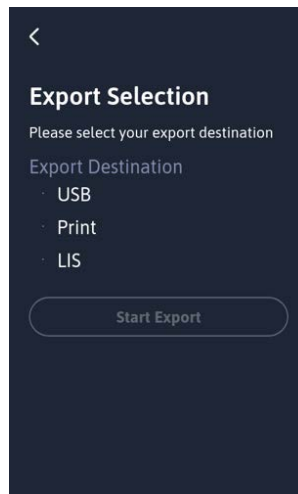 Export Selection
Please select your export destination
Export Destination
USB
Print
LIS
Start Export